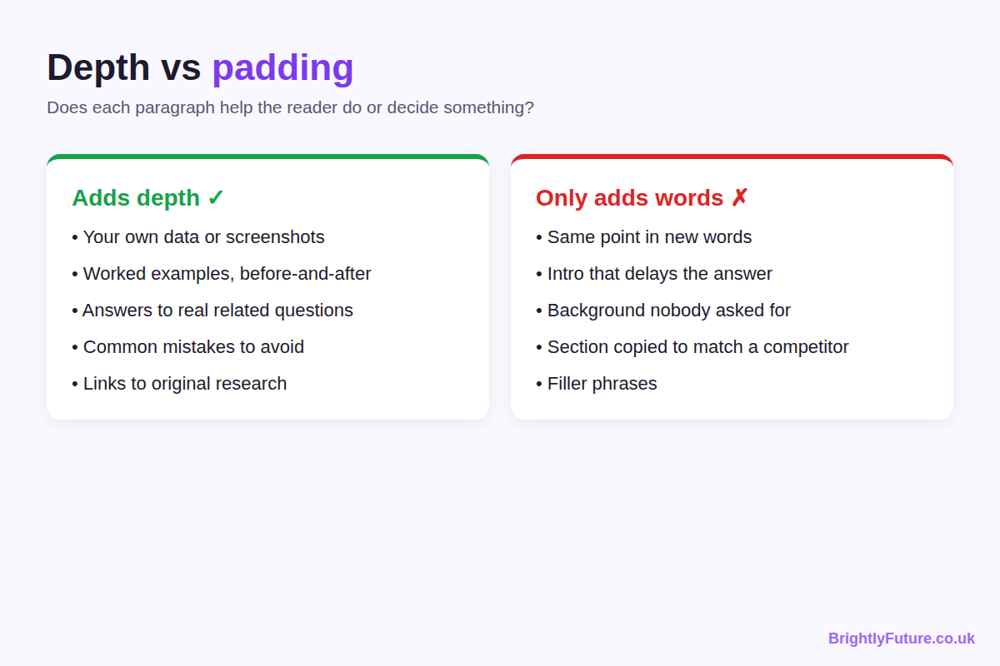 Depth vs padding
Does each paragraph help the reader do or decide something?
Adds depth ✓
• Your own data or screenshots
• Worked examples, before-and-after
• Answers to real related questions
• Common mistakes to avoid
• Links to original research
Only adds words ✗
• Same point in new words
• Intro that delays the answer
• Background nobody asked for
• Section copied to match a competitor
• Filler phrases
BrightlyFuture.co.uk